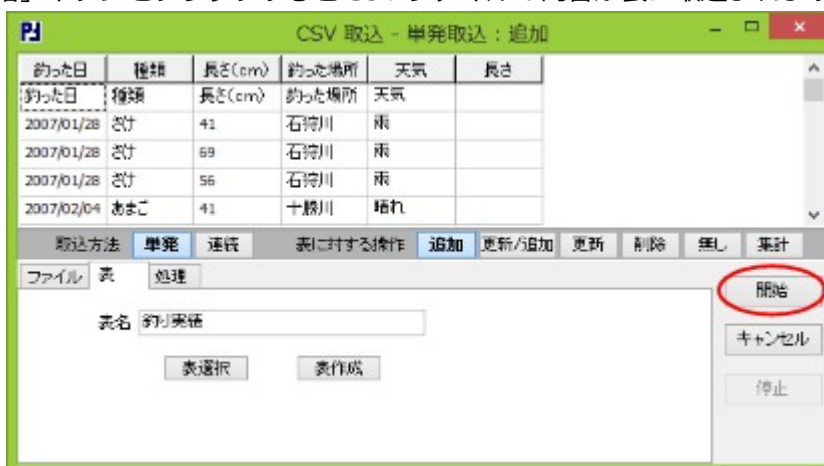 CSV 取込 - 単発取込 : 追加
釣った日 種類 長さ(cm) 釣った場所 天気 長さ
釣った日 種類 長さ(cm) 釣った場所 天気
2007/01/28 さけ 41 石狩川 雨
2007/01/28 さけ 69 石狩川 雨
2007/01/28 さけ 56 石狩川 雨
2007/02/04 あまご 41 十勝川 晴れ
取込方法 単発 連続 表に対する操作 追加 更新/追加 更新 削除 無し 集計
ファイル 表 処理
開始
表名 釣り実績
キャンセル
表選択 表作成
停止